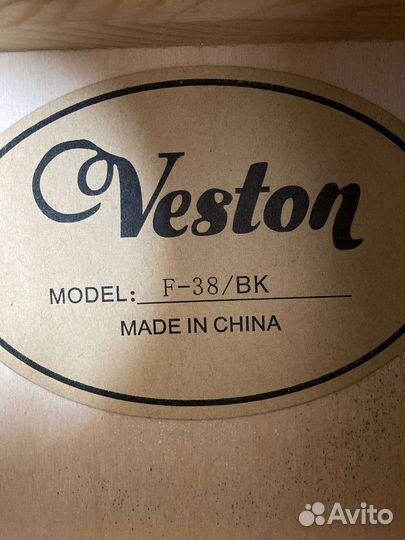 Veston
MODEL: F-38/BK
MADE IN CHINA
Avito